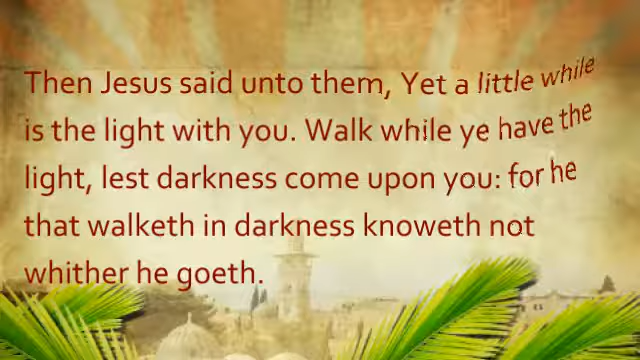 Then Jesus said unto them, Yet a little while
is the light with you. Walk while ye have the
light, lest darkness come upon you: for he
that walketh in darkness knoweth not
whither he goeth.